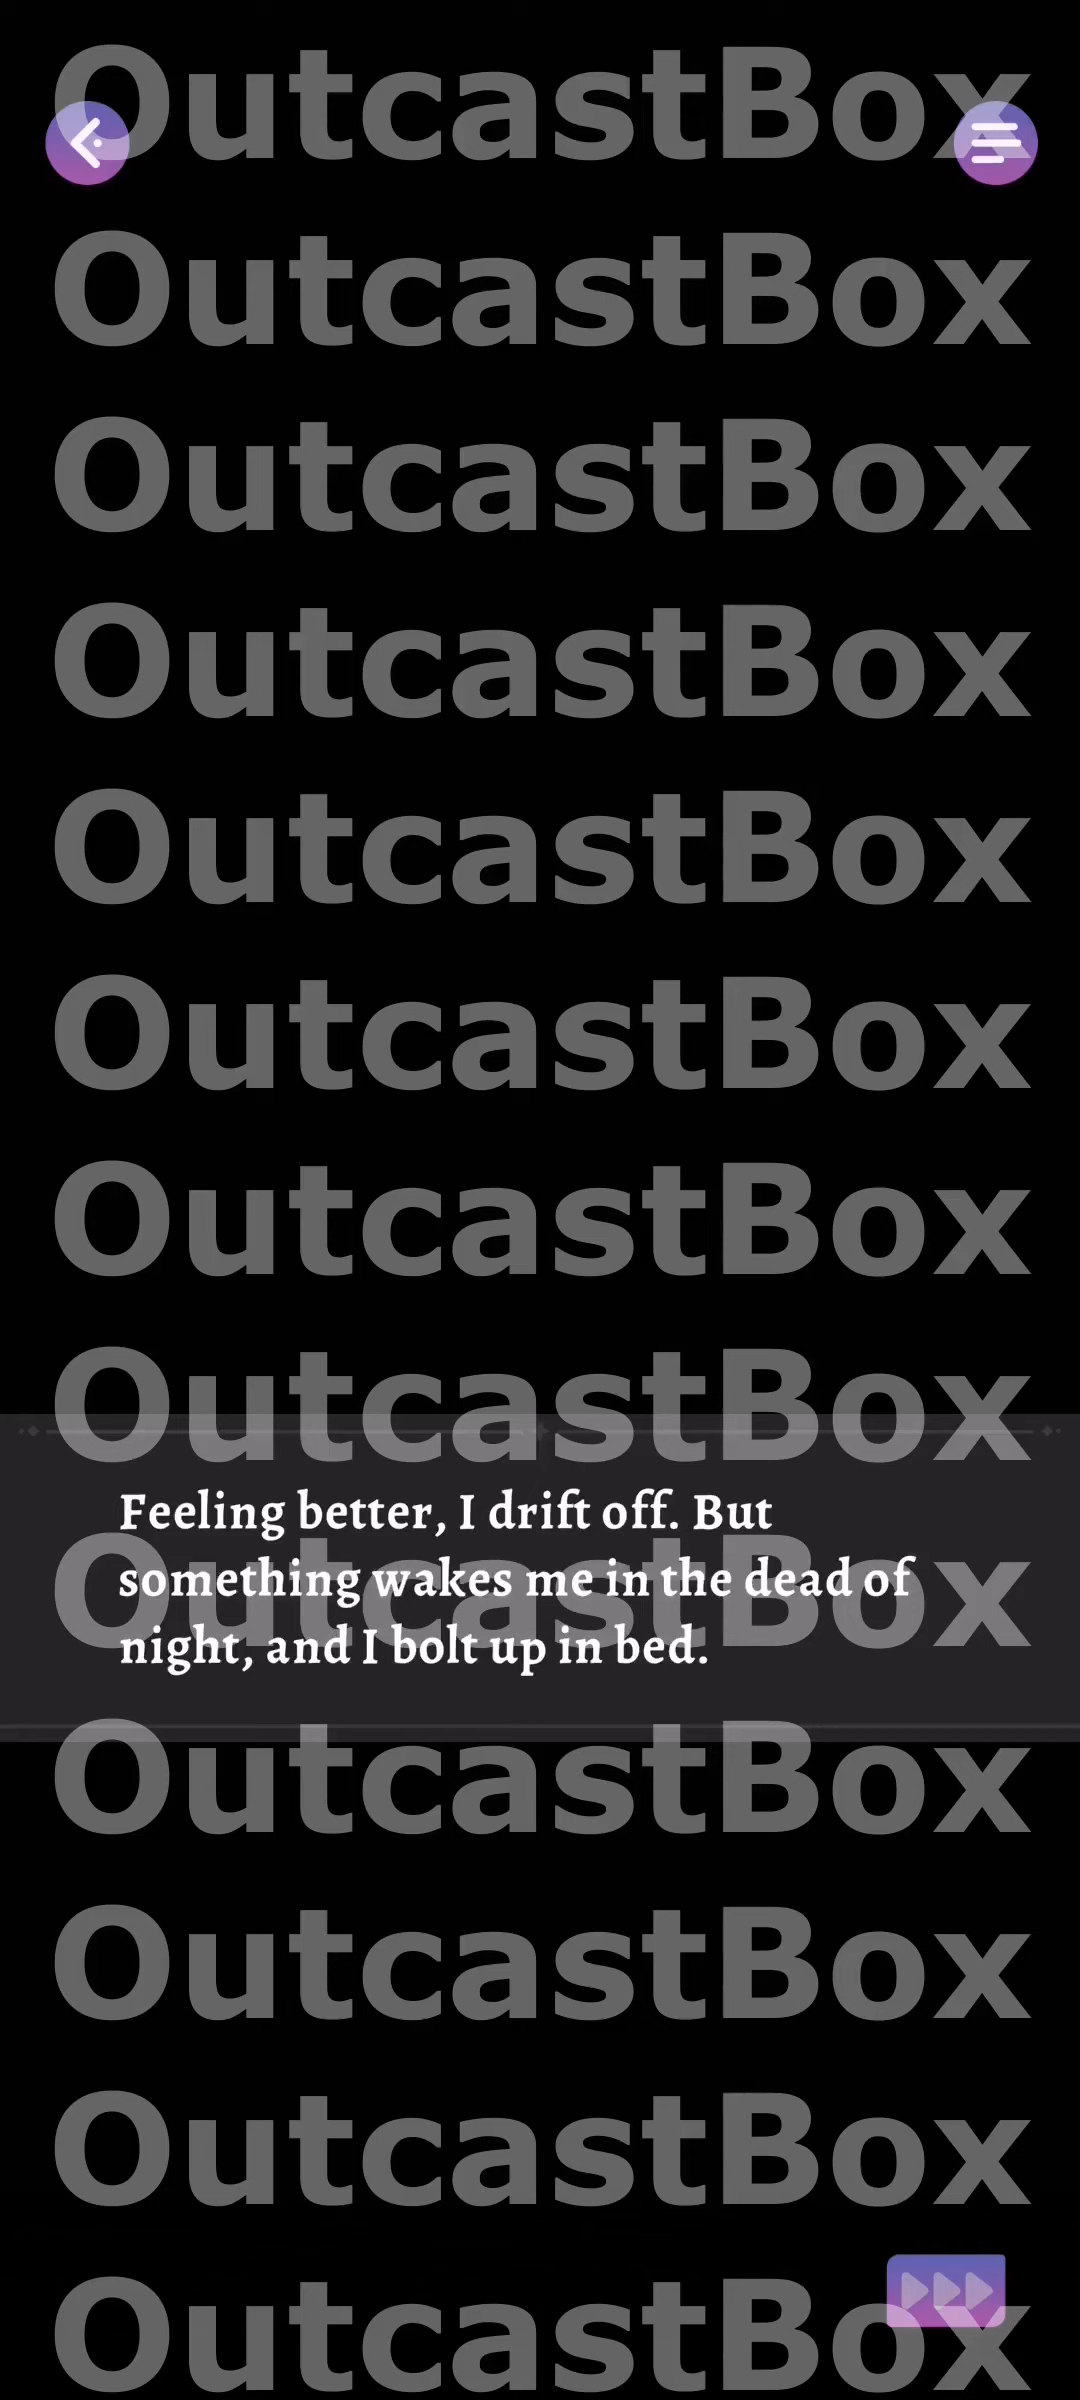 OutcastBox
OutcastBox
OutcastBox
OutcastBox
OutcastBox
OutcastBox
OutcastBox
OutcastBox
Feeling better, I drift off. But
OutcastBox
something wakes me in the dead of
night, and I bolt up in bed.
OutcastBox
OutcastBox
OutcastBox
OutcastBox